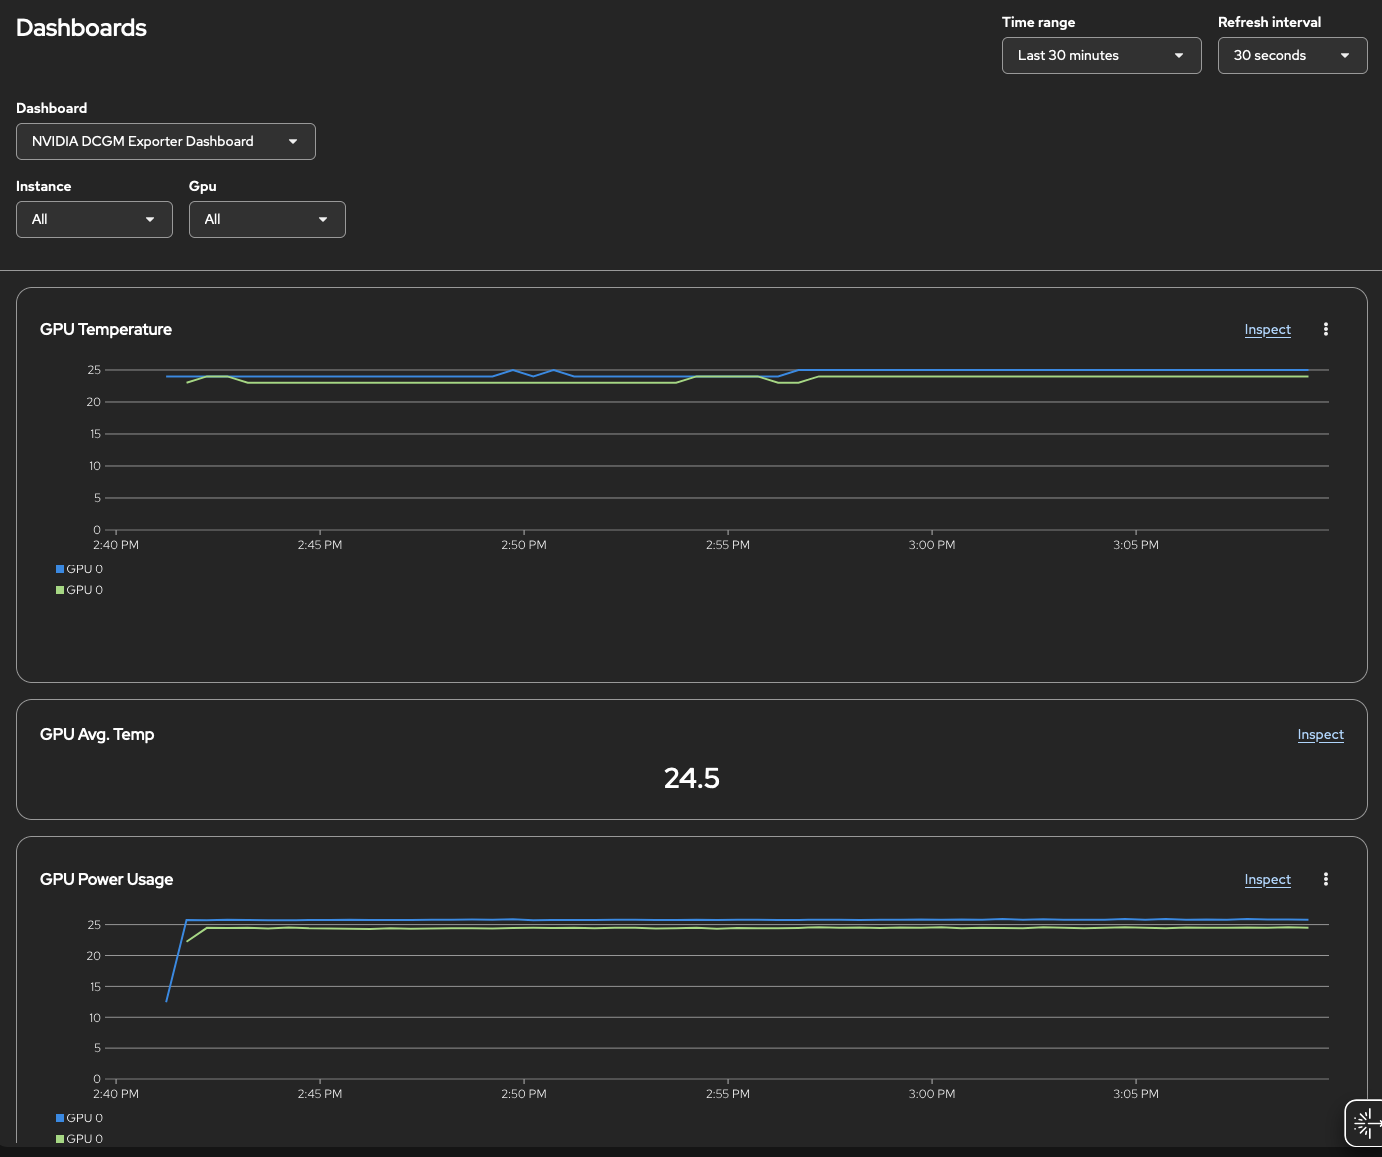 Dashboards
Time range
Refresh interval
Last 30 minutes
30 seconds
Dashboard
NVIDIA DCGM Exporter Dashboard
Instance
Gpu
All
All
GPU Temperature
Inspect
25
20
15
10
5
0
2:40 PM
2:45 PM
2:50 PM
2:55 PM
3:00 PM
3:05 PM
GPU 0
GPU 0
GPU Avg. Temp
Inspect
24.5
GPU Power Usage
Inspect
25
20
15
10
5
0
2:40 PM
2:45 PM
2:50 PM
2:55 PM
3:00 PM
3:05 PM
GPU 0
GPU 0